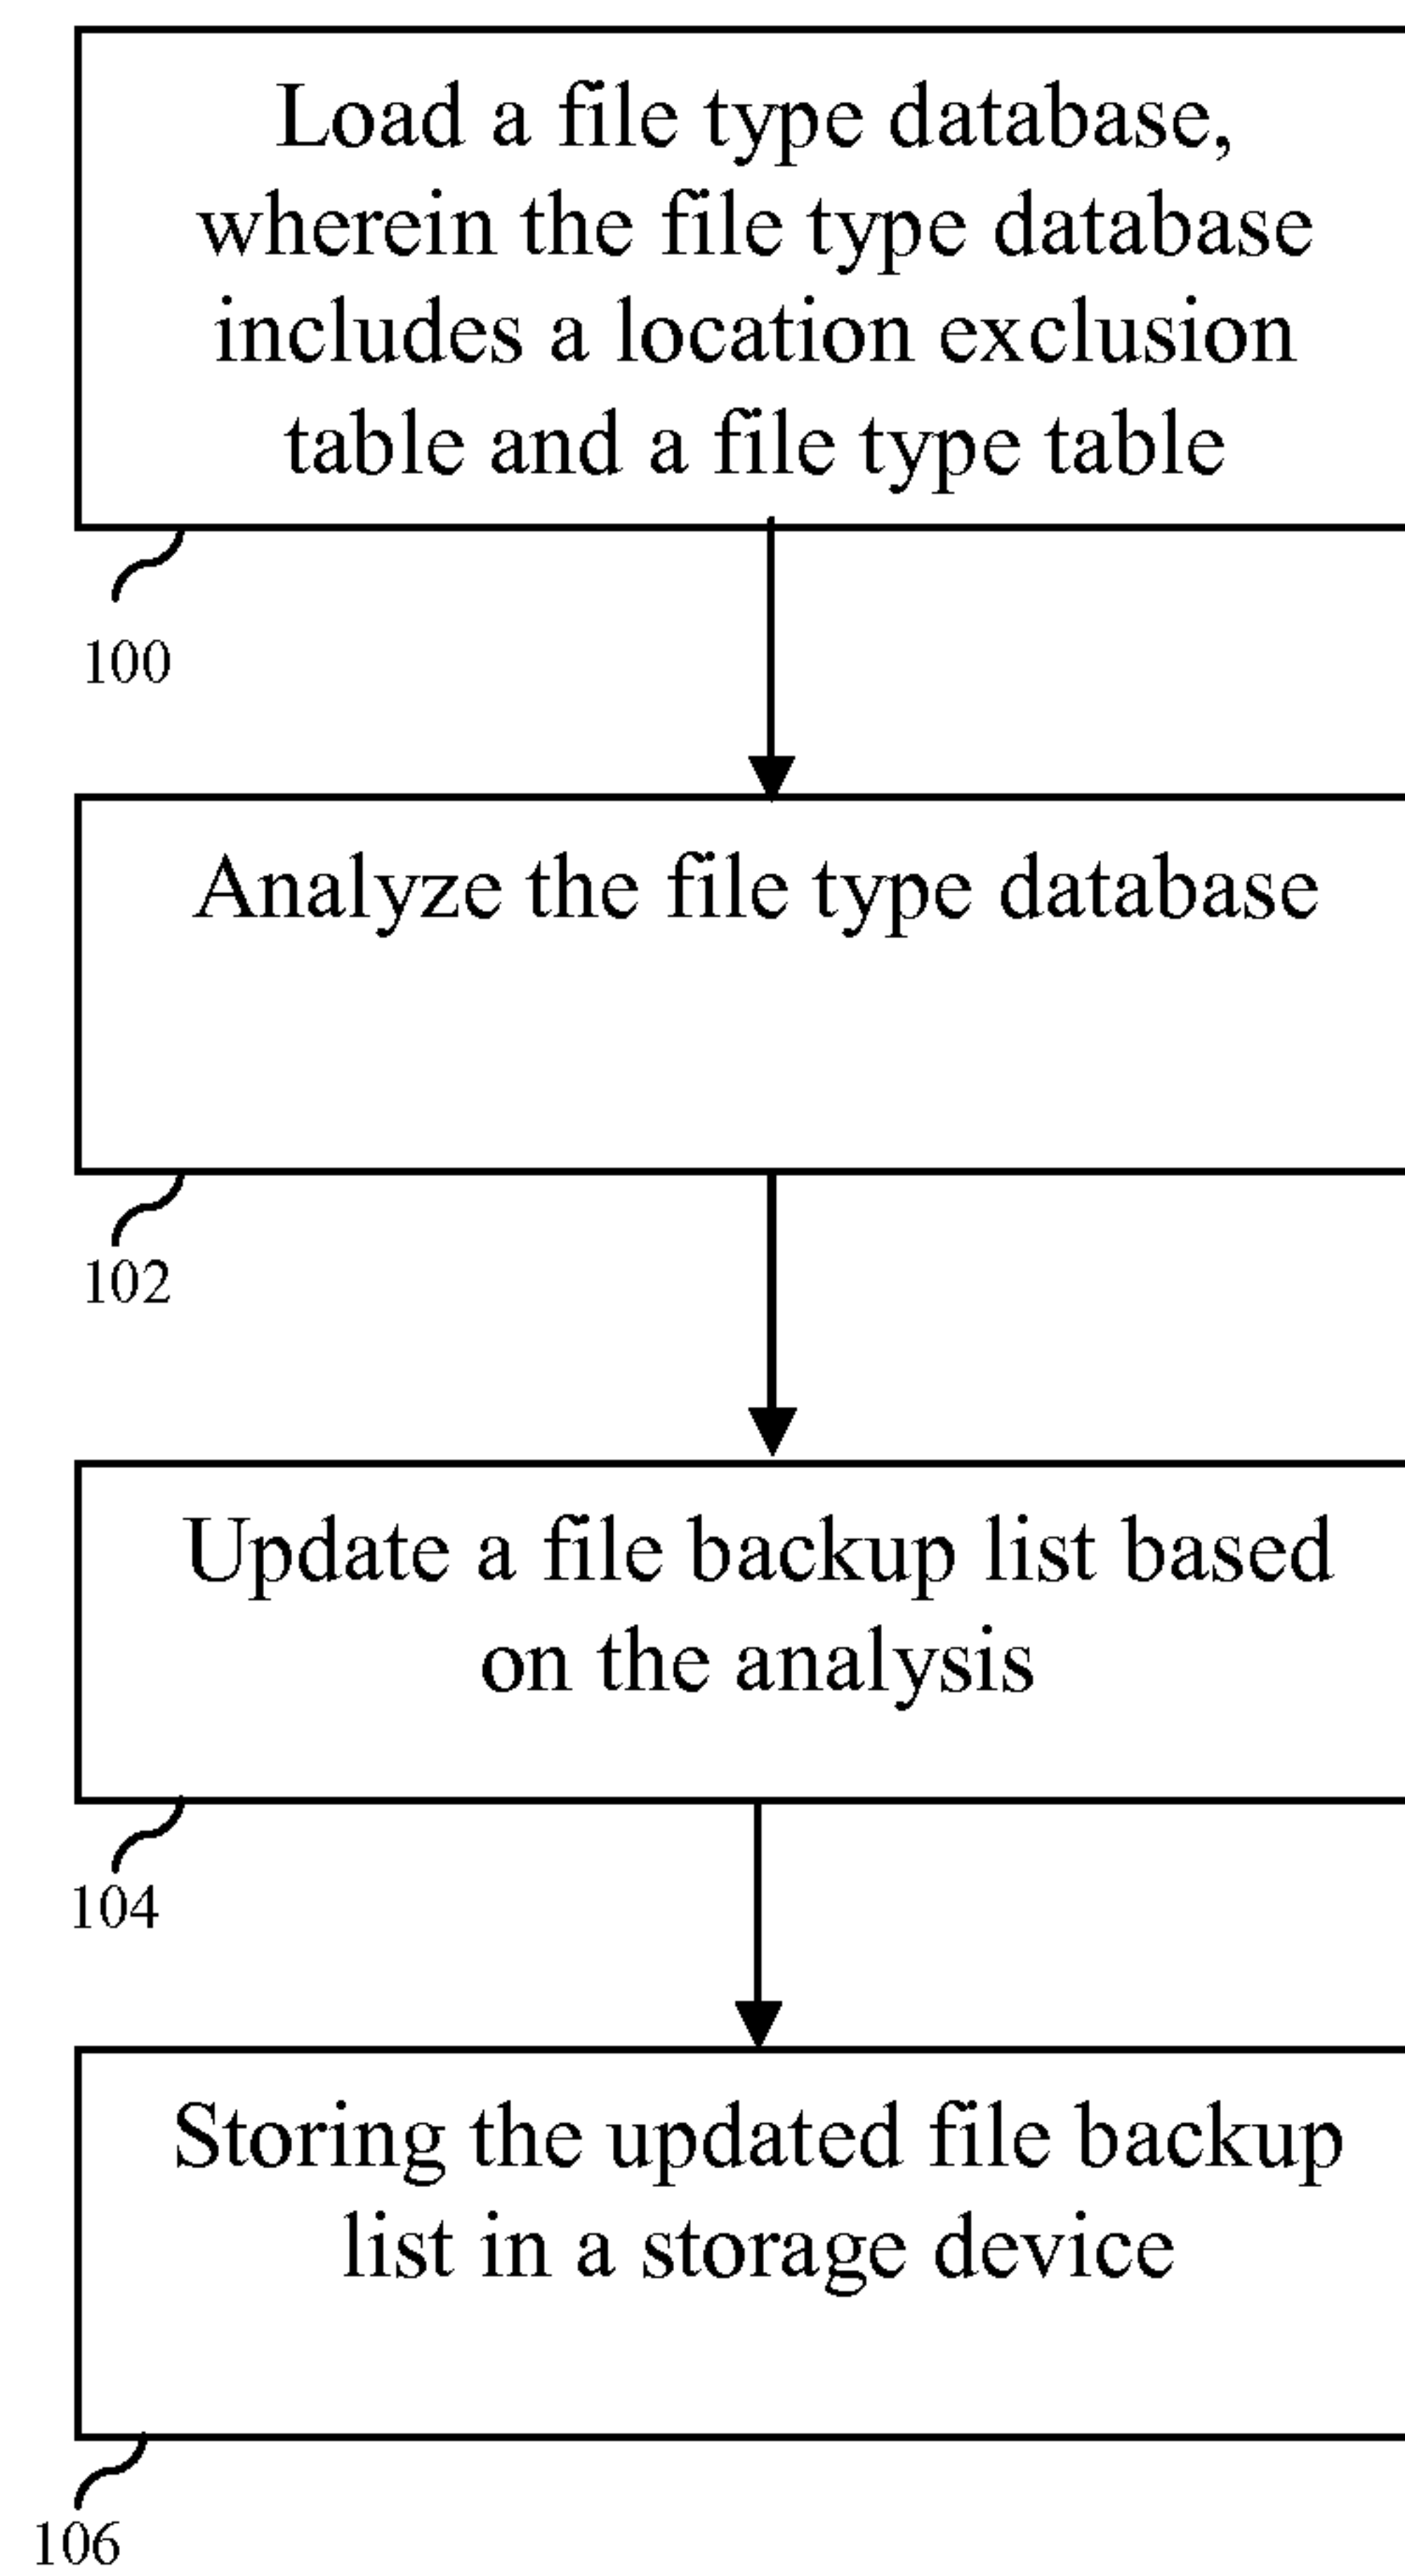 Load a file type database,
wherein the file type database
includes a location exclusion
table and a file type table
100
Analyze the file type database
102
Update a file backup list based
on the analysis
104
Storing the updated file backup
list in a storage device
106